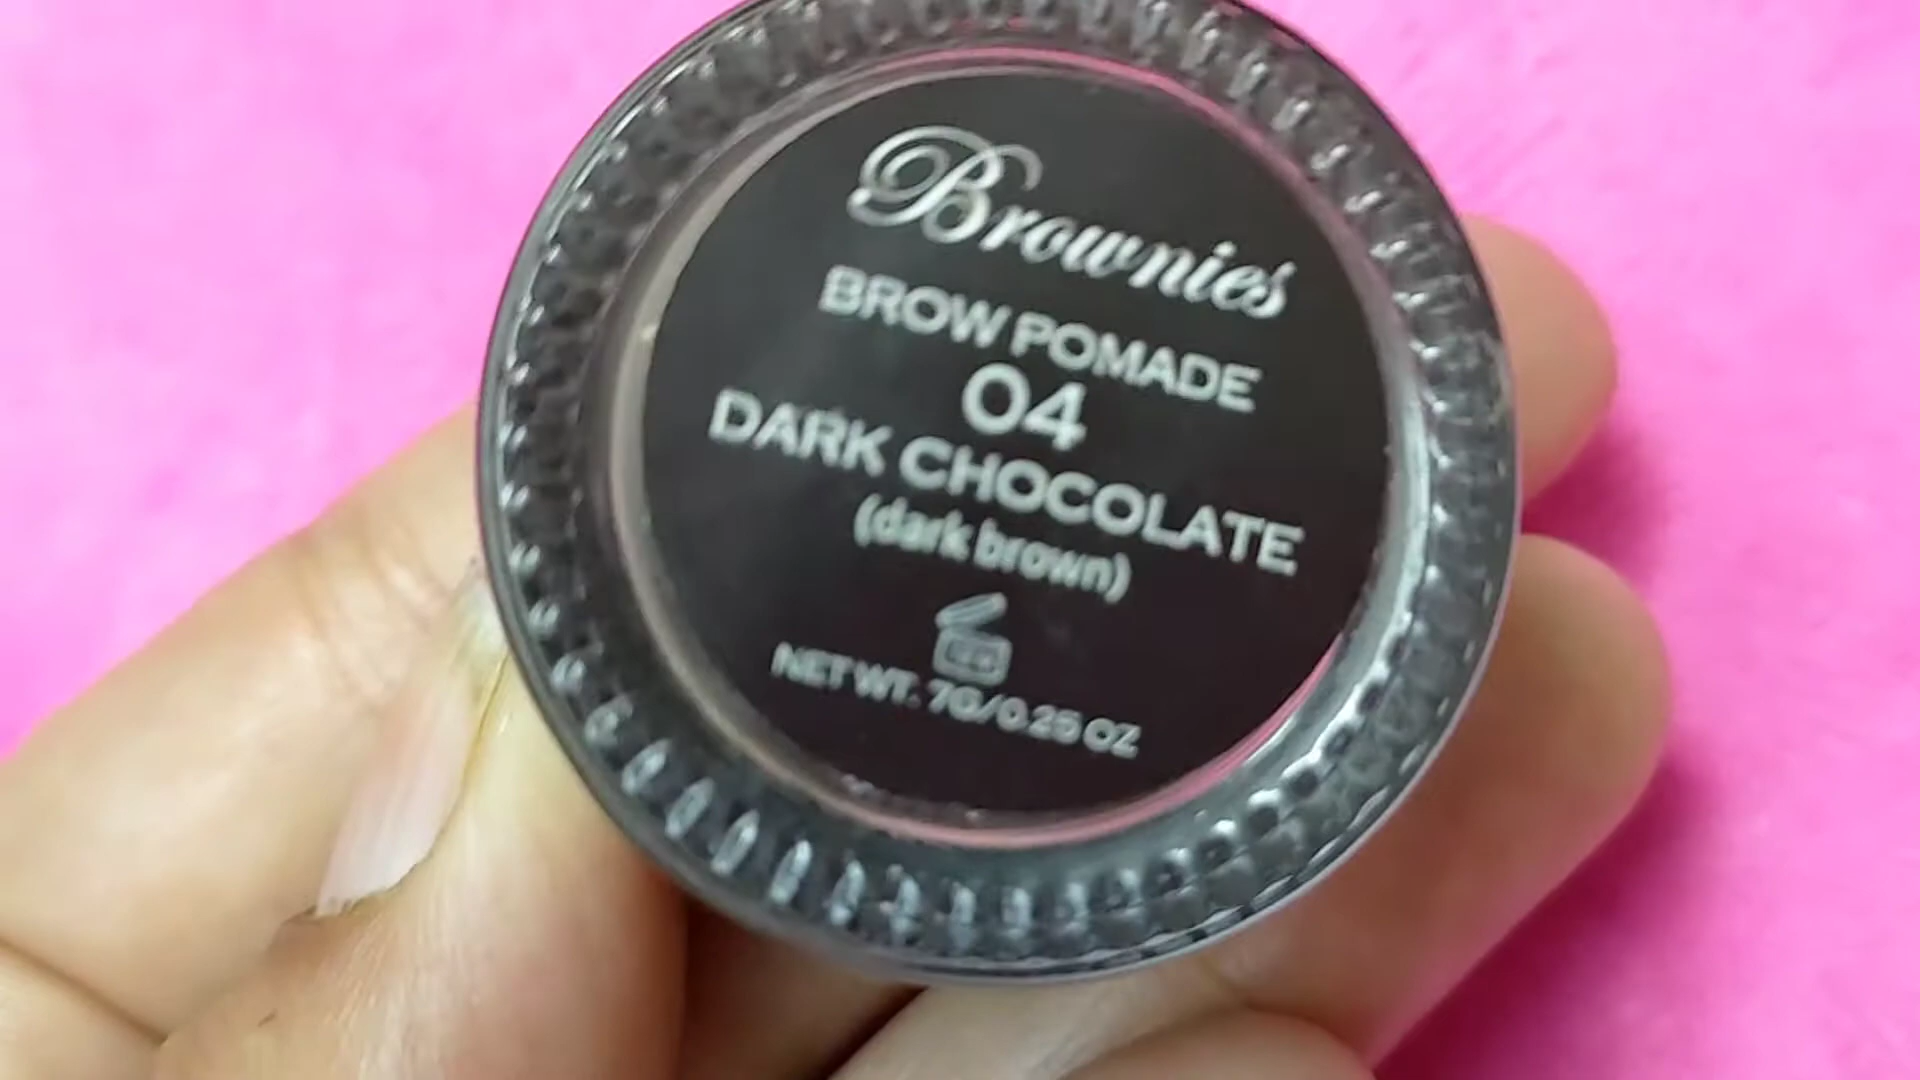 Brownies
BROW POMADE
04
DARK CHOCOLATE
(dark brown)
NET WT. 7G/0.25 OZ